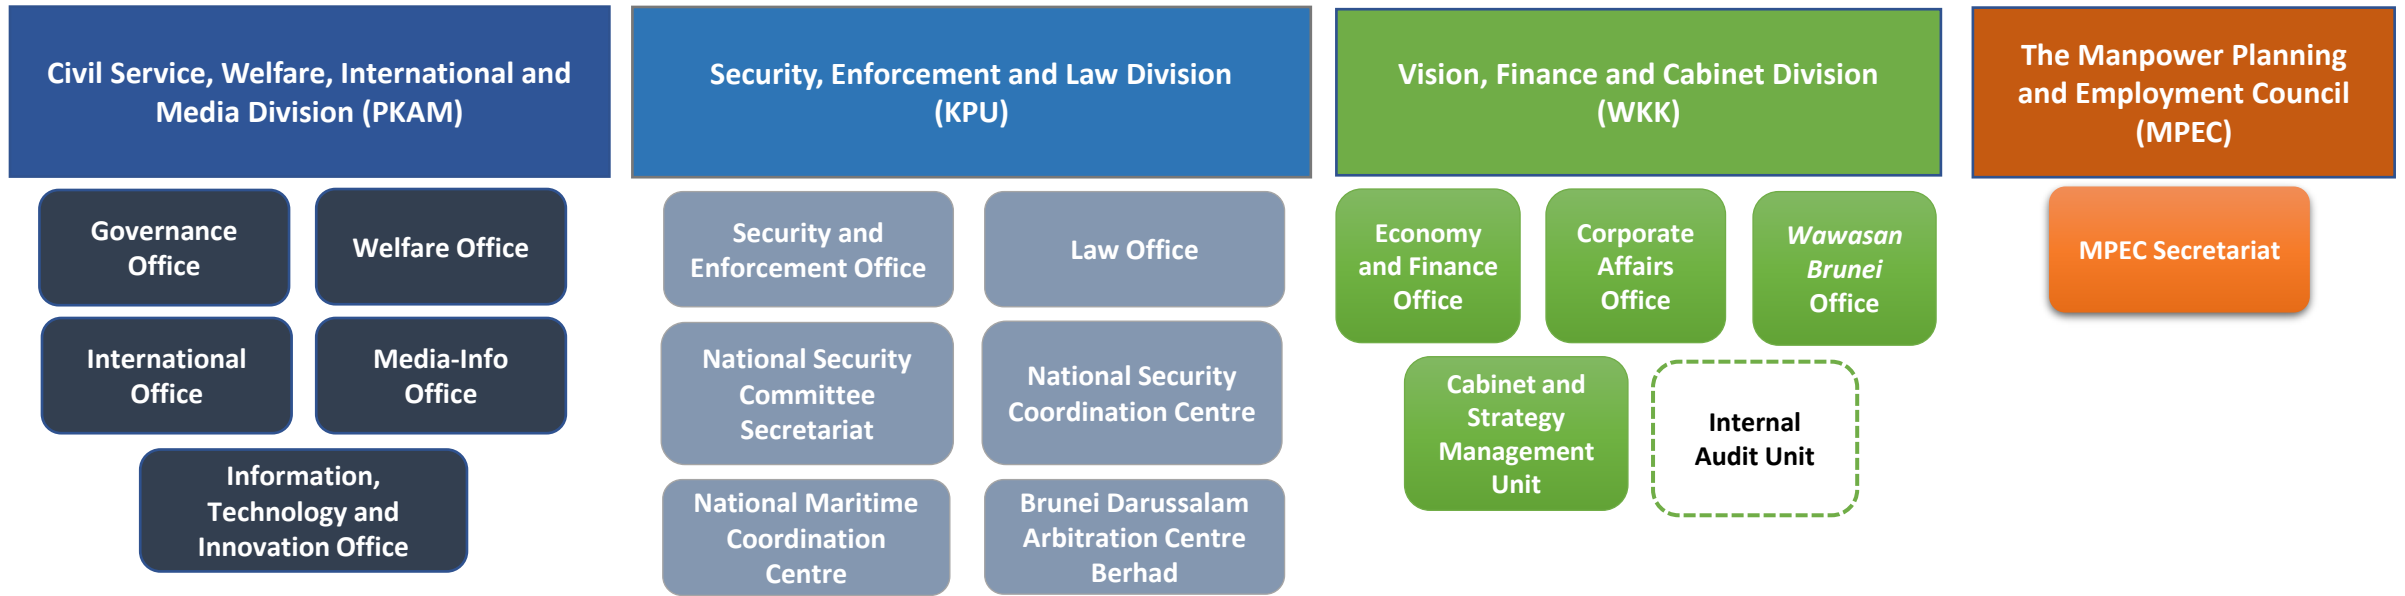 Civil Service, Welfare, International and
Media Division (PKAM)
Governance
Office
Welfare Office
International
Office
Media-Info
Office
Information,
Technology and
Innovation Office
Security, Enforcement and Law Division
(KPU)
Security and
Enforcement Office
Law Office
National Security
Committee
Secretariat
National Security
Coordination Centre
National Maritime
Coordination
Centre
Brunei Darussalam
Arbitration Centre
Berhad
Vision, Finance and Cabinet Division
(WKK)
Economy
and Finance
Office
Corporate
Affairs
Office
Wawasan
Brunei
Office
Cabinet and
Strategy
Management
Unit
Internal
Audit Unit
The Manpower Planning
and Employment Council
(MPEC)
MPEC Secretariat